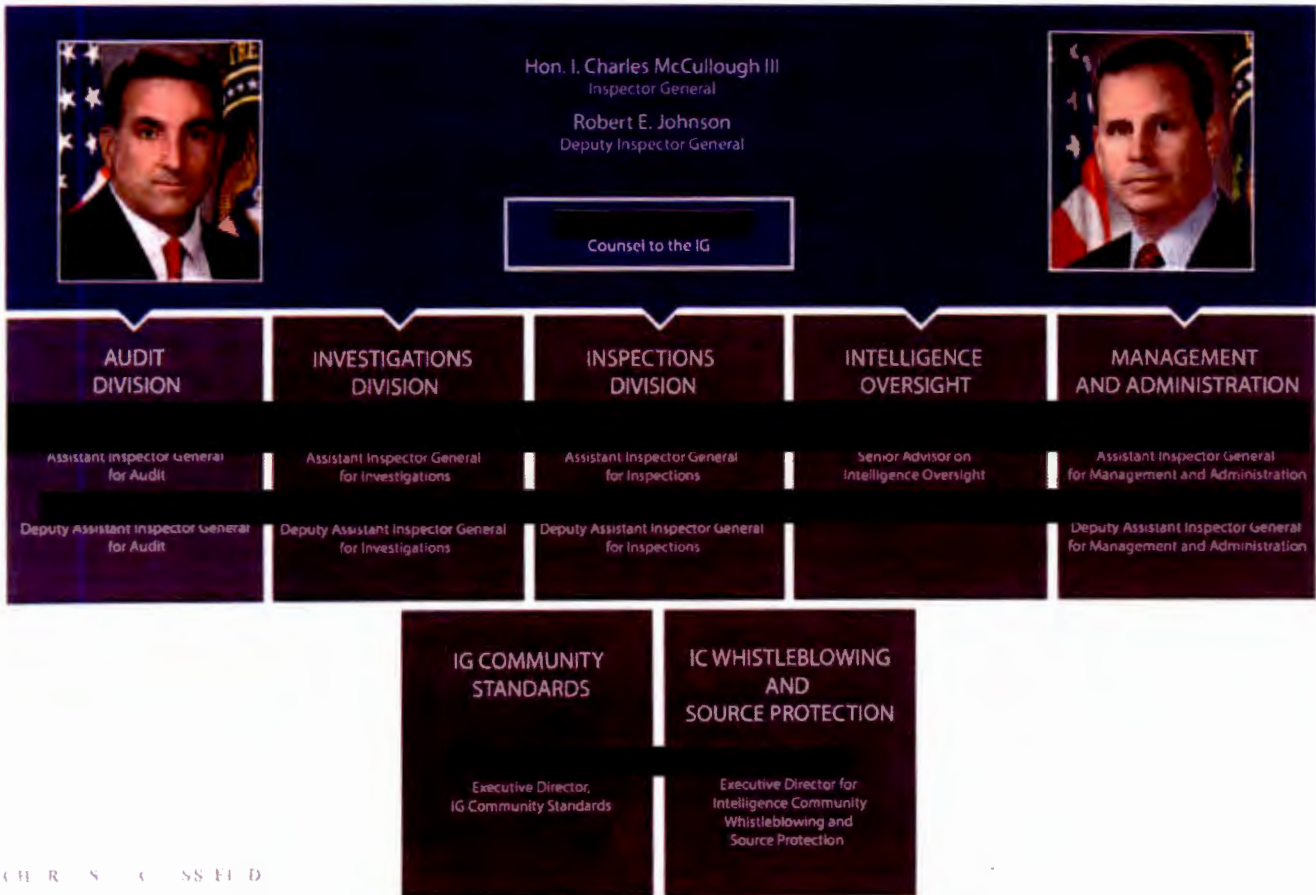 Hon. I. Charles McCullough III
Inspector General
Robert E. Johnson
Deputy Inspector General
Counsel to the IG
AUDIT
DIVISION
Assistant Inspector General
for Audit
Deputy Assistant Inspector General
for Audit
INVESTIGATIONS
DIVISION
Assistant Inspector General
for Investigations
Deputy Assistant Inspector General
for Investigations
INSPECTIONS
DIVISION
Assistant Inspector General
for Inspections
Deputy Assistant Inspector General
for Inspections
INTELLIGENCE
OVERSIGHT
Senior Advisor on
Intelligence Oversight
MANAGEMENT
AND ADMINISTRATION
Assistant Inspector General
for Management and Administration
Deputy Assistant Inspector General
for Management and Administration
IG COMMUNITY
STANDARDS
Executive Director,
IG Community Standards
IC WHISTLEBLOWING
AND
SOURCE PROTECTION
Executive Director for
Intelligence Community
Whistleblowing and
Source Protection